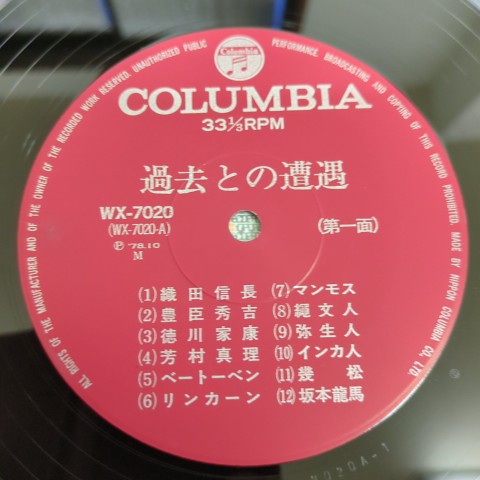 ALL RIGHTS OF THE MANUFACTURER AND OF THE OWNER OF THE RECORDED WORK RESERVED. UNAUTHORIZED PUBLIC PERFORMANCE, BROADCASTING AND COPYING OF THIS RECORD PROHIBITED. MADE BY NIPPON COLUMBIA CO., LTD.
Columbia
COLUMBIA
33⅓RPM
過去との遭遇
WX-7020
(WX-7020-A)
℗ '78.10
M
(第一面)
(1)織田信長
(2)豊臣秀吉
(3)徳川家康
(4)芳村真理
(5)ベートーベン
(6)リンカーン
(7)マンモス
(8)縄文人
(9)弥生人
(10)インカ人
(11)幾松
(12)坂本龍馬